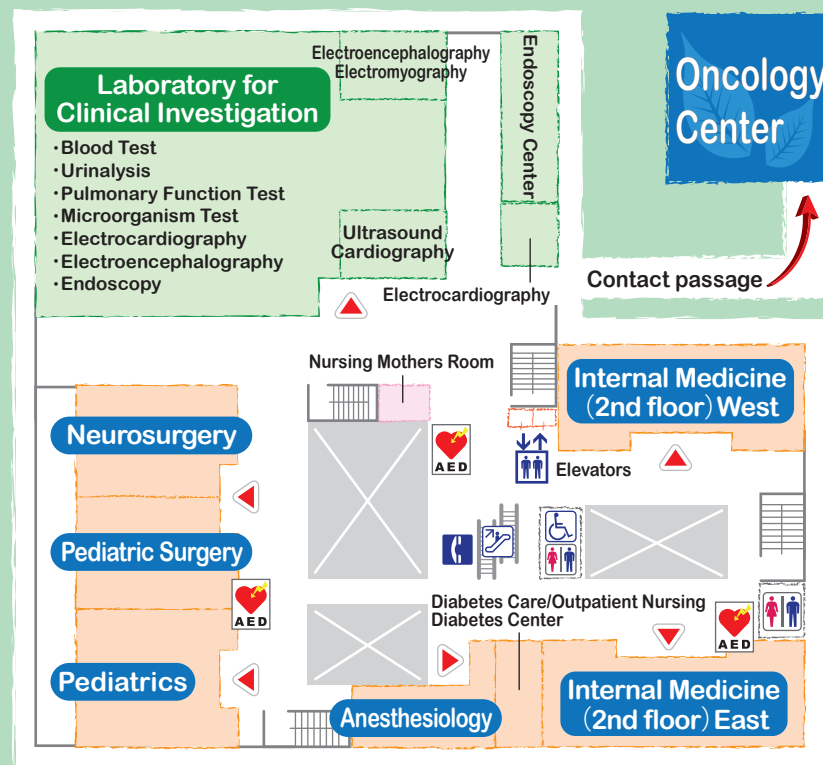 Electroencephalography
Electromyography
Endoscopy Center
Oncology
Center
Laboratory for
Clinical Investigation
・Blood Test
・Urinalysis
・Pulmonary Function Test
・Microorganism Test
・Electrocardiography
・Electroencephalography
・Endoscopy
Ultrasound
Cardiography
Electrocardiography
Contact passage
Nursing Mothers Room
Internal Medicine
(2nd floor) West
Neurosurgery
AED
Elevators
Pediatric Surgery
AED
Diabetes Care/Outpatient Nursing
Diabetes Center
AED
Pediatrics
Anesthesiology
Internal Medicine
(2nd floor) East